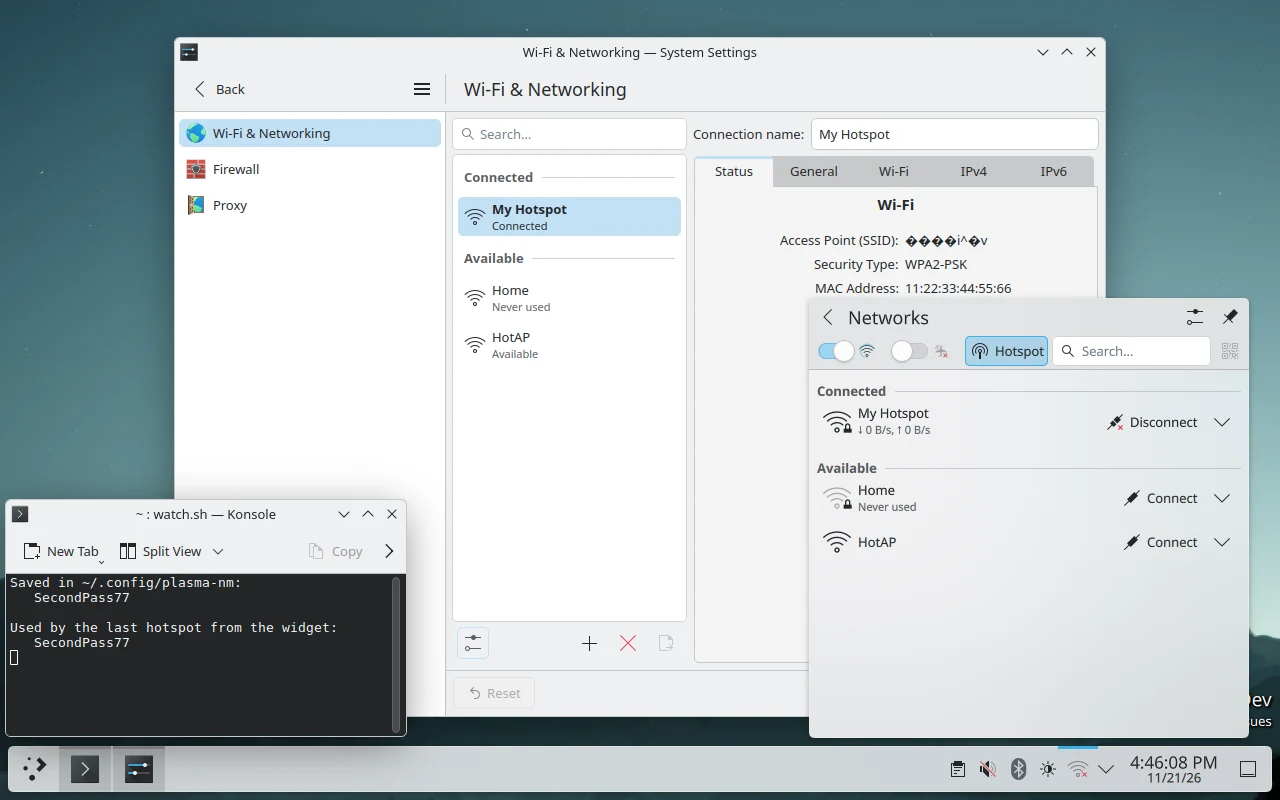 Wi-Fi & Networking — System Settings
Back
Wi-Fi & Networking
Wi-Fi & Networking
Firewall
Proxy
Search...
Connected
My Hotspot
Connected
Available
Home
Never used
HotAP
Available
Reset
Connection name: My Hotspot
Status General Wi-Fi IPv4 IPv6
Wi-Fi
Access Point (SSID): ����i^�v
Security Type: WPA2-PSK
MAC Address: 11:22:33:44:55:66
Networks
Hotspot
Search...
Connected
My Hotspot
↓ 0 B/s, ↑ 0 B/s
Disconnect
Available
Home
Never used
Connect
HotAP
Connect
~ : watch.sh — Konsole
New Tab Split View Copy
Saved in ~/.config/plasma-nm:
SecondPass77
Used by the last hotspot from the widget:
SecondPass77
4:46:08 PM
11/21/26